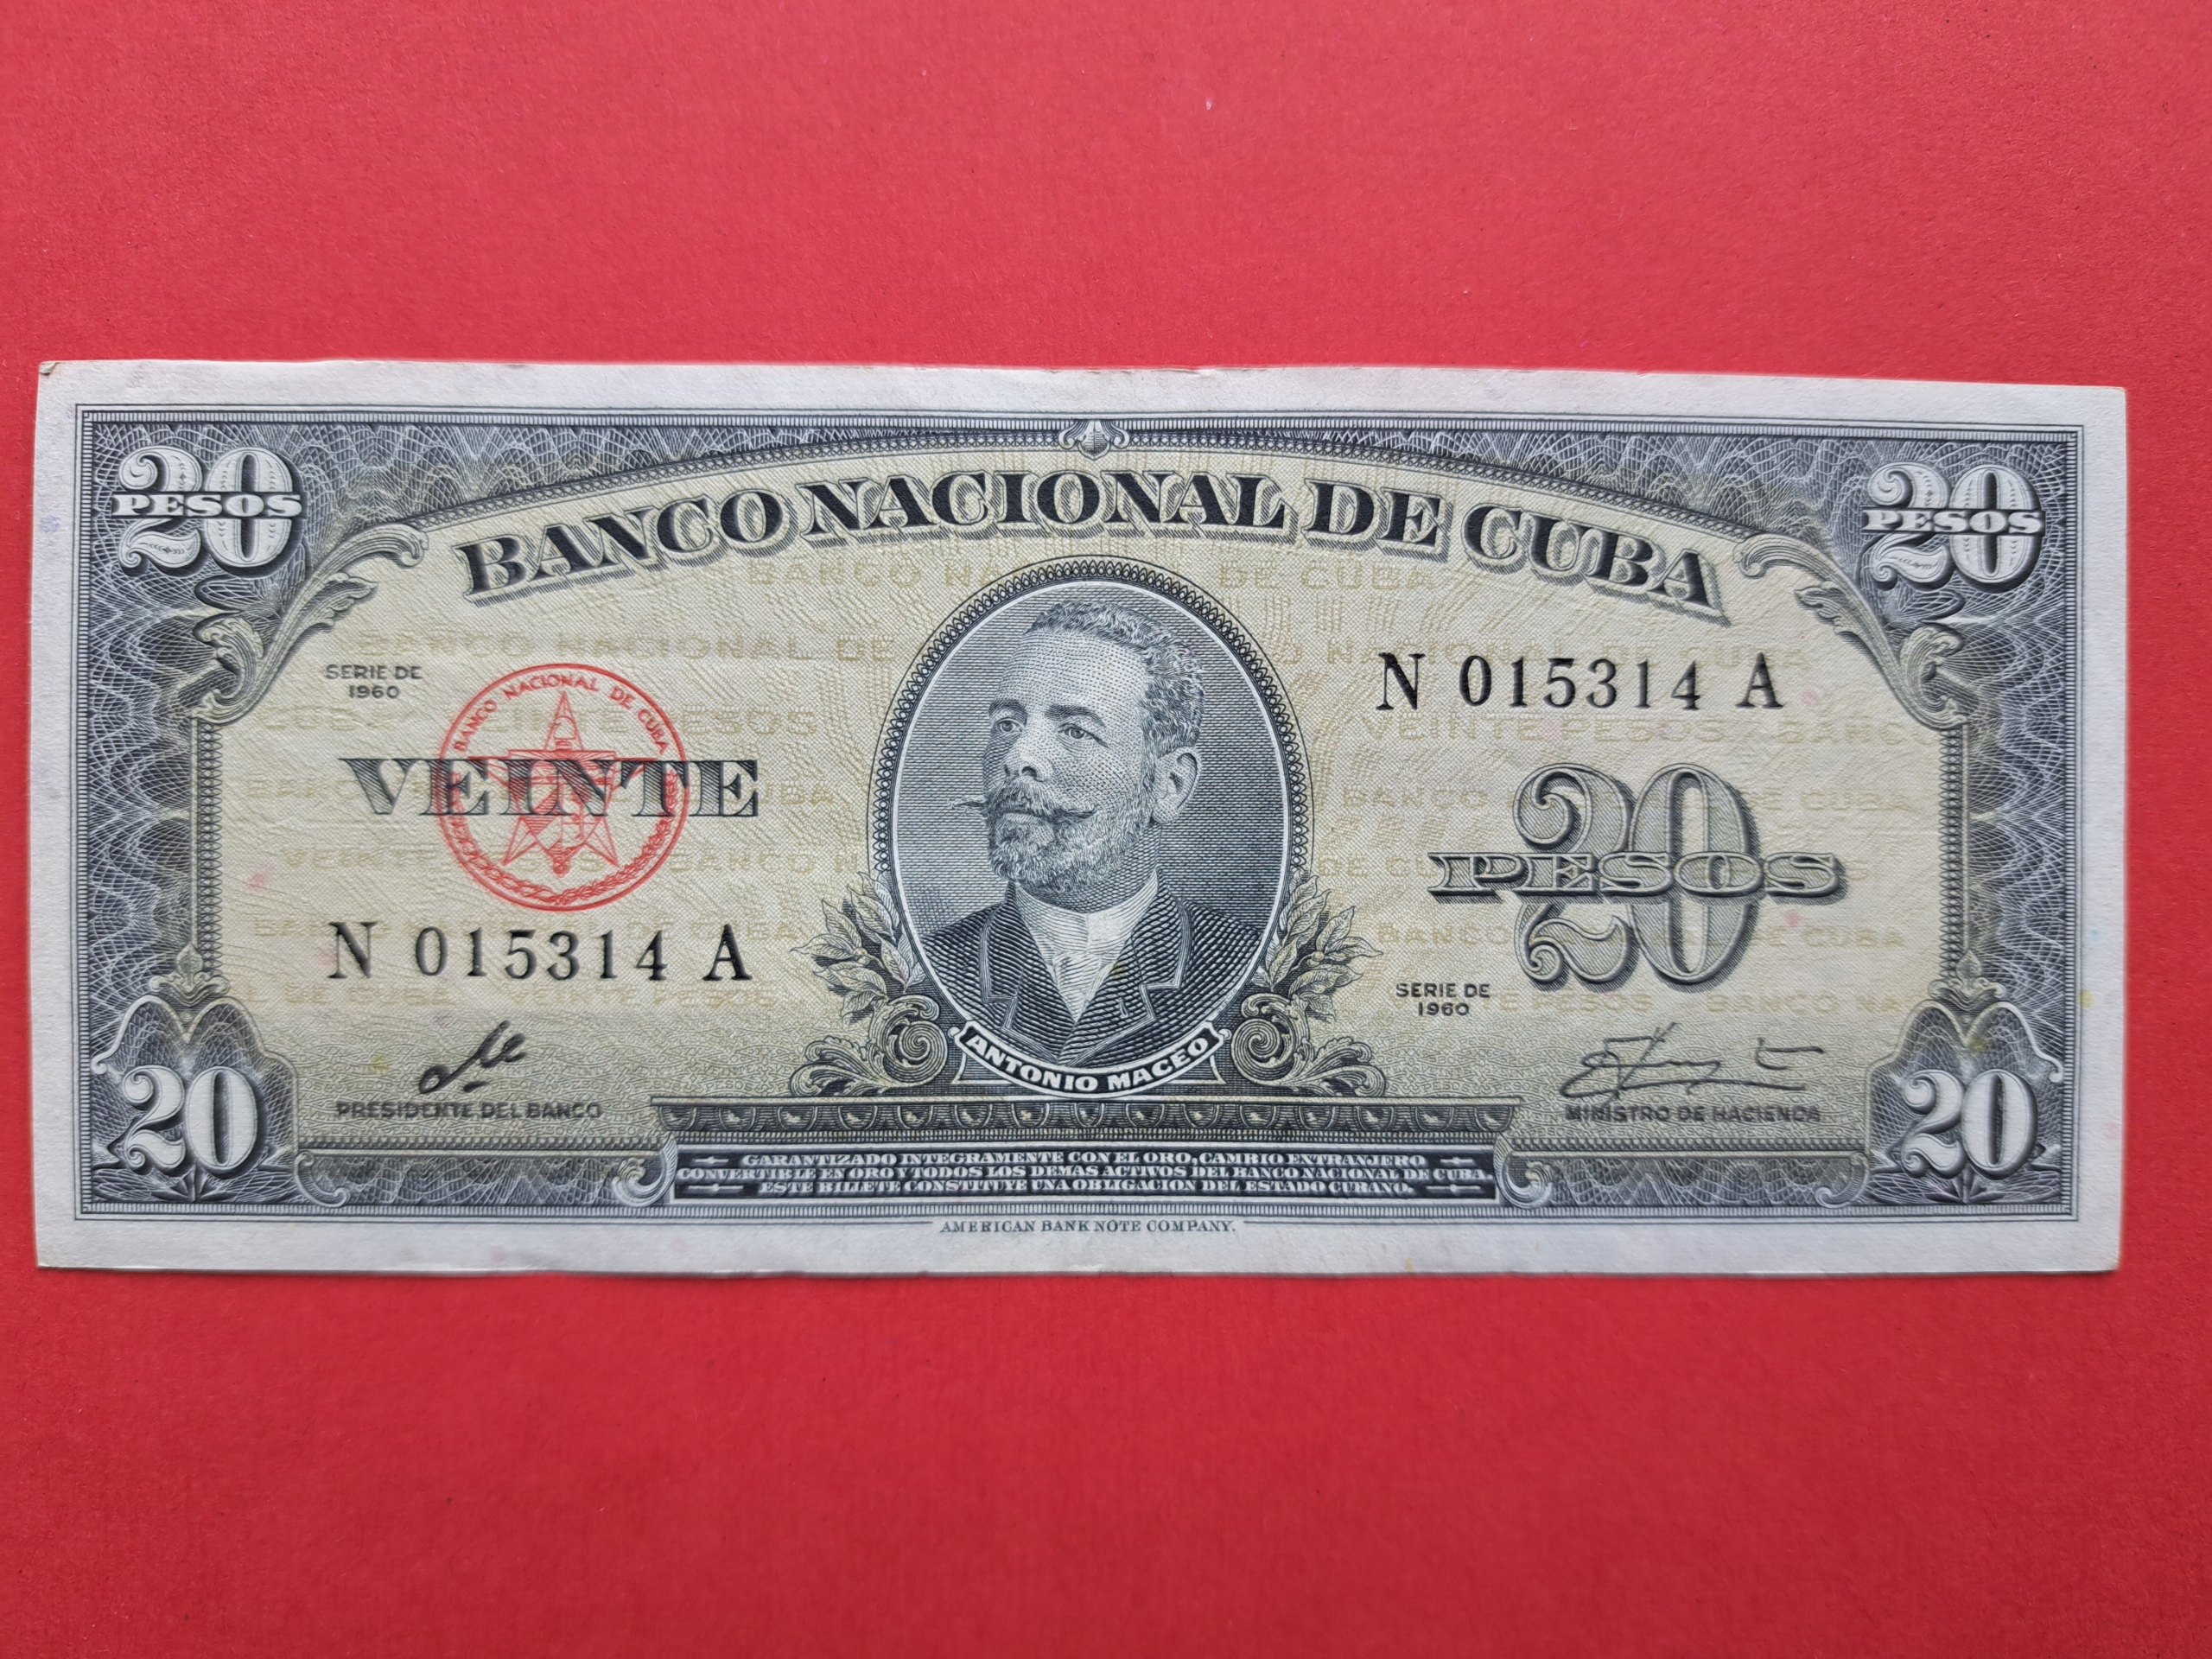 20 PESOS
20 PESOS
BANCO NACIONAL DE CUBA
SERIE DE
1960
BANCO NACIONAL DE CUBA
VEINTE
N 015314 A
N 015314 A
20 PESOS
SERIE DE
1960
ANTONIO MACEO
Che
PRESIDENTE DEL BANCO
MINISTRO DE HACIENDA
20
20
GARANTIZADO INTEGRAMENTE CON EL ORO, CAMBIO EXTRANJERO
CONVERTIBLE EN ORO Y TODOS LOS DEMAS ACTIVOS DEL BANCO NACIONAL DE CUBA.
ESTE BILLETE CONSTITUYE UNA OBLIGACION DEL ESTADO CUBANO.
AMERICAN BANK NOTE COMPANY.